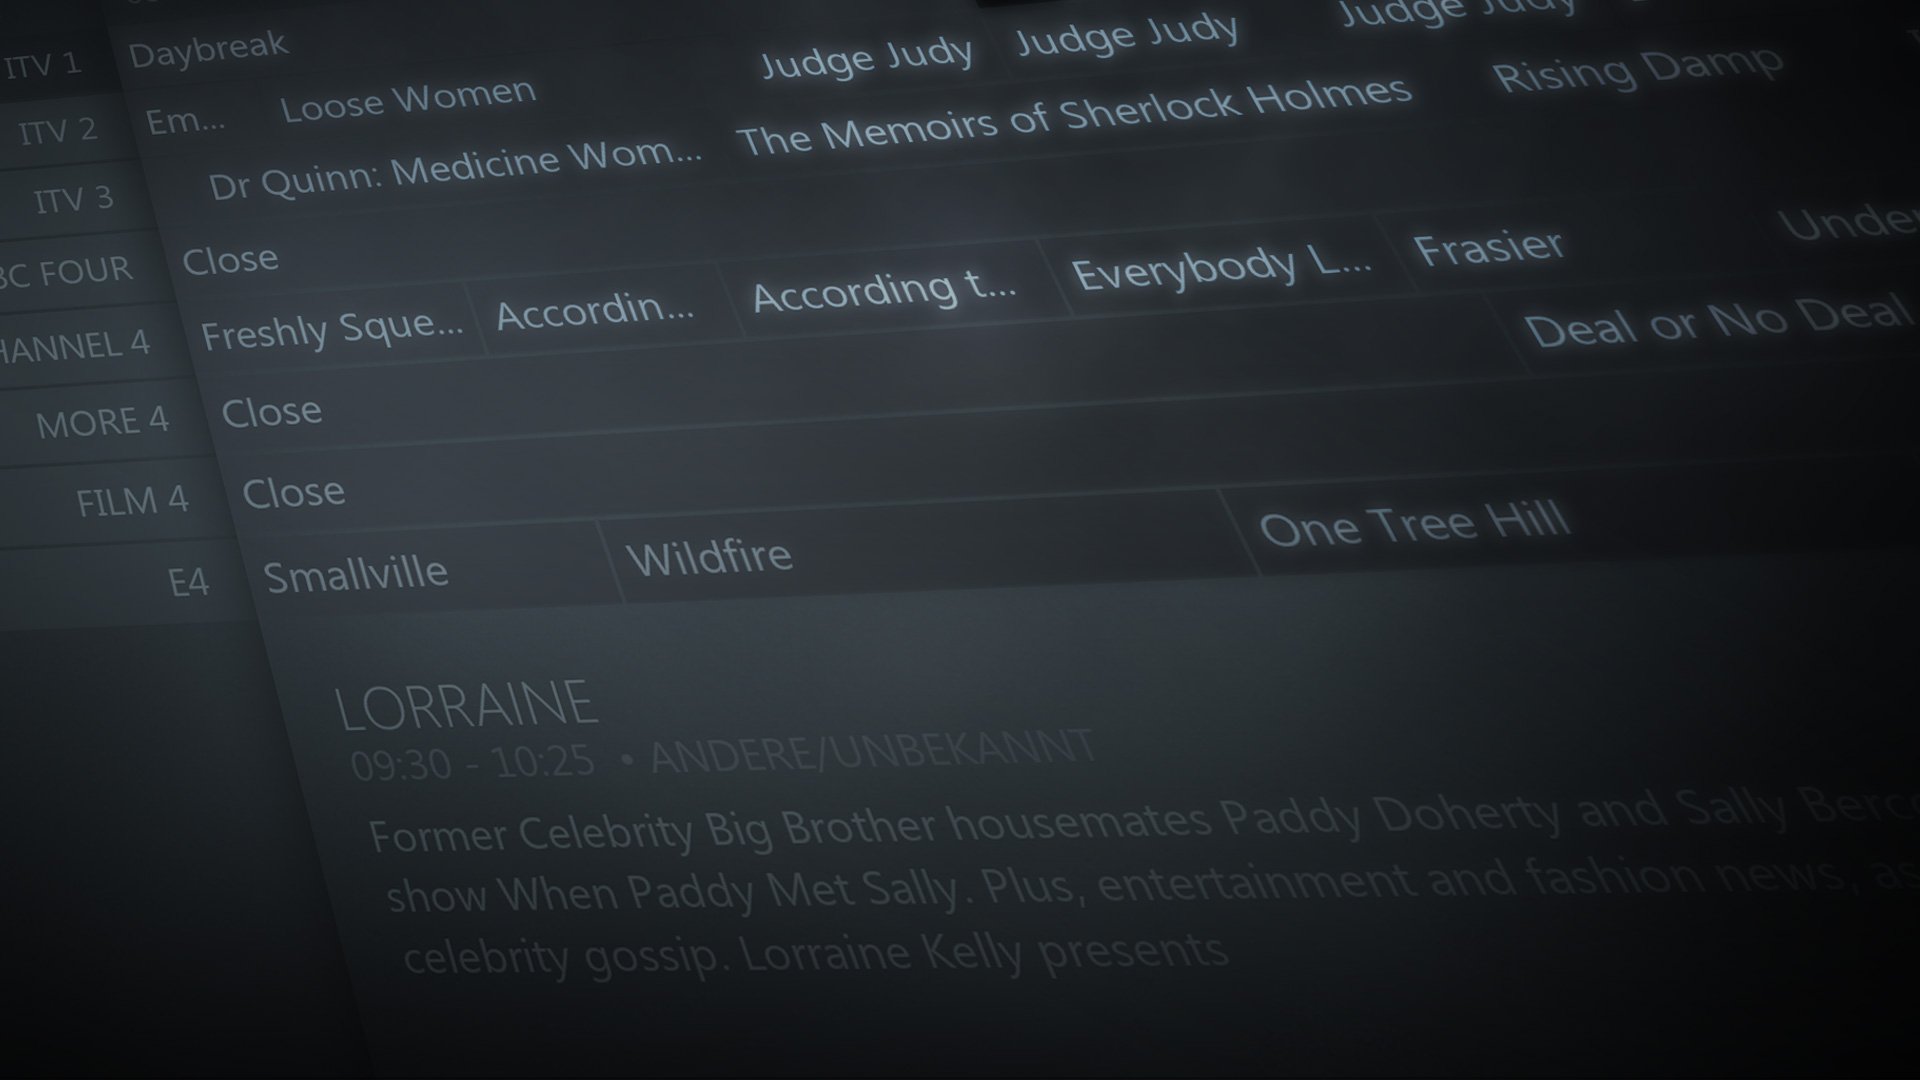 ITV 1 Daybreak
ITV 2 Em... Loose Women Judge Judy Judge Judy Judge Judy
ITV 3 Dr Quinn: Medicine Wom... The Memoirs of Sherlock Holmes Rising Damp
BC FOUR Close
HANNEL 4 Freshly Sque... Accordin... According t... Everybody L... Frasier Under
MORE 4 Close Deal or No Deal
FILM 4 Close
E4 Smallville Wildfire One Tree Hill
LORRAINE
09:30 - 10:25 • ANDERE/UNBEKANNT
Former Celebrity Big Brother housemates Paddy Doherty and Sally Berc
show When Paddy Met Sally. Plus, entertainment and fashion news, as
celebrity gossip. Lorraine Kelly presents